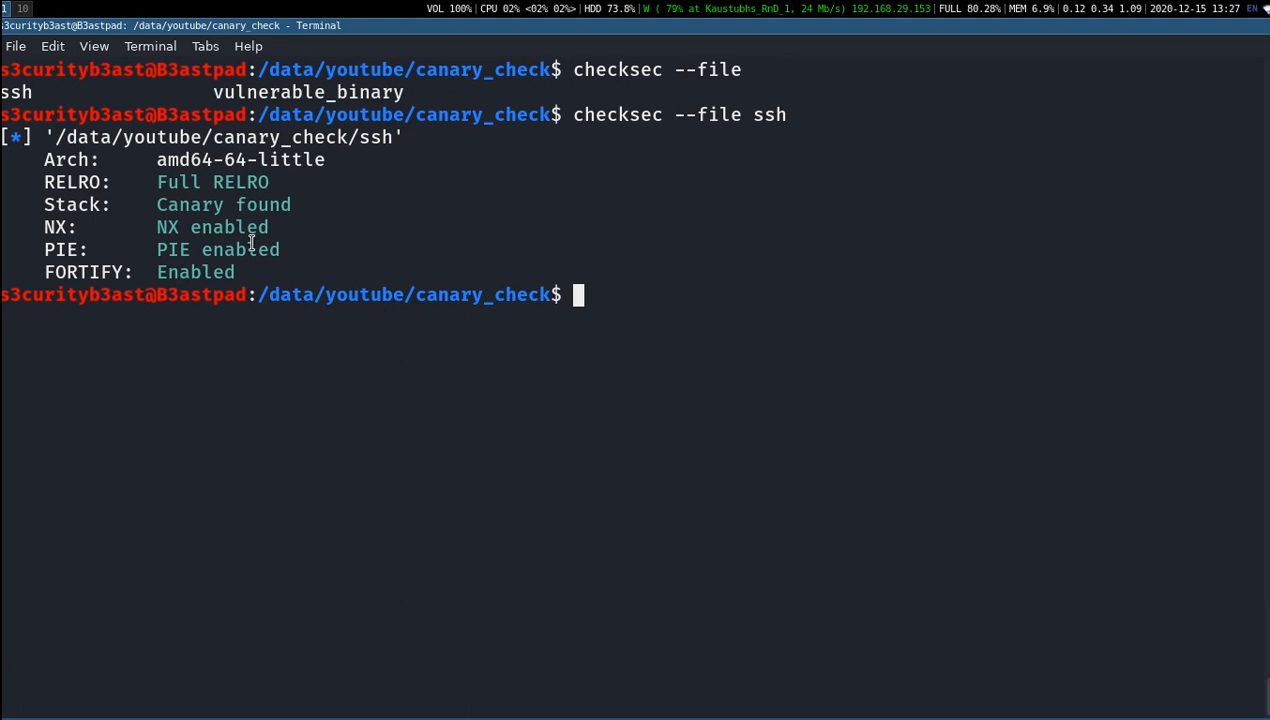 1 10 VOL 100%|CPU 02% <02% 02%>|HDD 73.8%|W ( 79% at Kaustubhs_RnD_1, 24 Mb/s) 192.168.29.153|FULL 80.28%|MEM 6.9%|0.12 0.34 1.09|2020-12-15 13:27 EN
s3curityb3ast@B3astpad: /data/youtube/canary_check - Terminal
File Edit View Terminal Tabs Help
s3curityb3ast@B3astpad:/data/youtube/canary_check$ checksec --file
ssh vulnerable_binary
s3curityb3ast@B3astpad:/data/youtube/canary_check$ checksec --file ssh
[*] '/data/youtube/canary_check/ssh'
Arch: amd64-64-little
RELRO: Full RELRO
Stack: Canary found
NX: NX enabled
PIE: PIE enabled
FORTIFY: Enabled
s3curityb3ast@B3astpad:/data/youtube/canary_check$